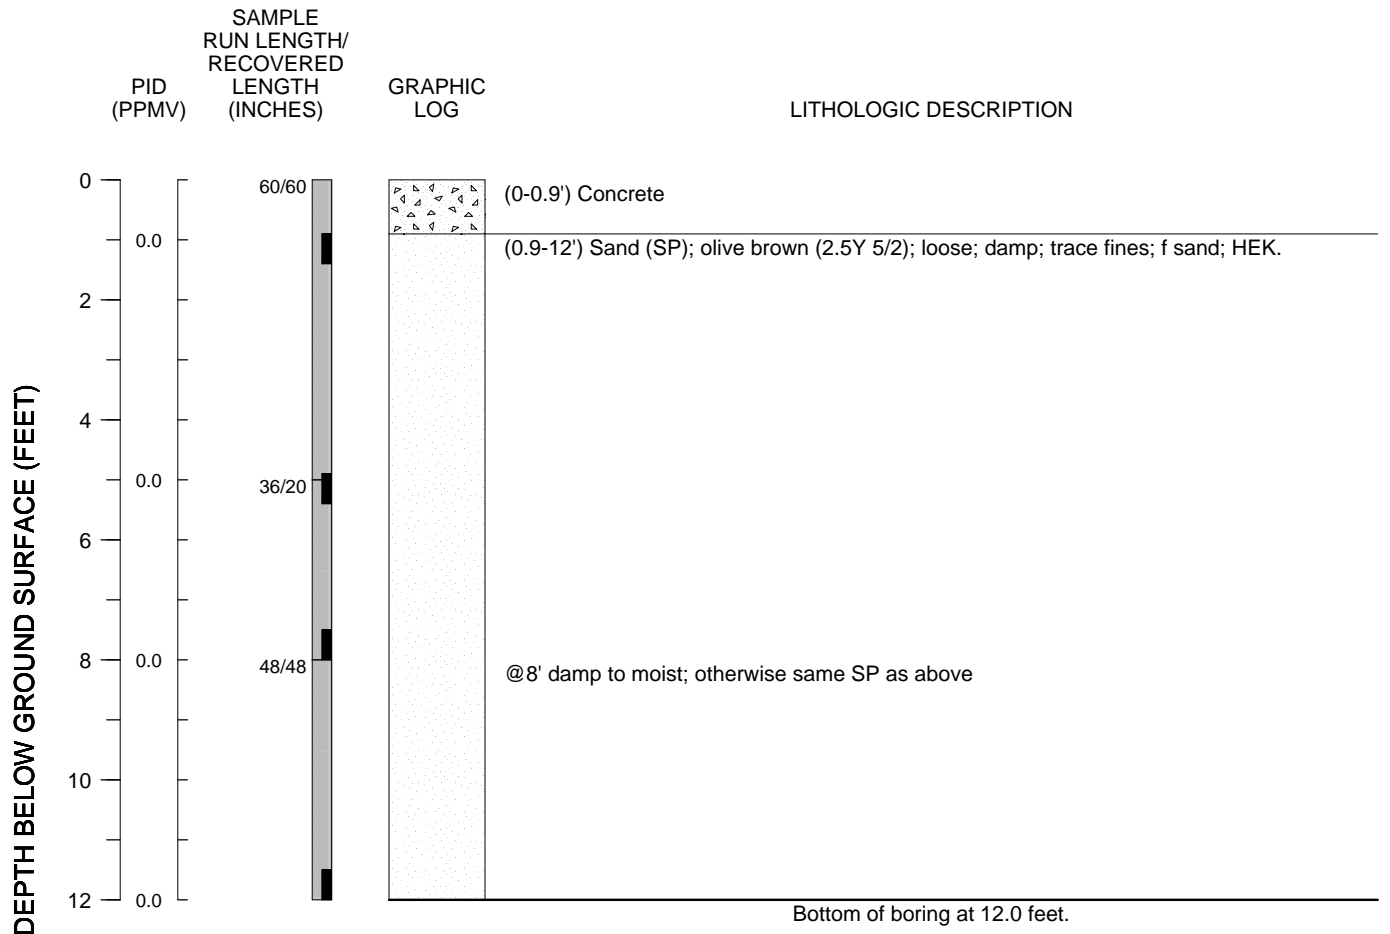 SAMPLE
RUN LENGTH/
RECOVERED
LENGTH
(INCHES)
PID
(PPMV)
GRAPHIC
LOG
LITHOLOGIC DESCRIPTION
DEPTH BELOW GROUND SURFACE (FEET)
0
60/60
(0-0.9') Concrete
0.0
(0.9-12') Sand (SP); olive brown (2.5Y 5/2); loose; damp; trace fines; f sand; HEK.
2
4
0.0
36/20
6
8
0.0
48/48
@8' damp to moist; otherwise same SP as above
10
12
0.0
Bottom of boring at 12.0 feet.